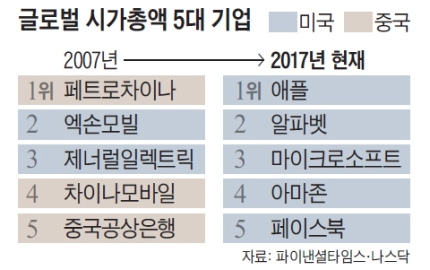 글로벌 시가총액 5대 기업 미국 중국
2007년 2017년 현재
1위 페트로차이나 1위 애플
2 엑손모빌 2 알파벳
3 제너럴일렉트릭 3 마이크로소프트
4 차이나모바일 4 아마존
5 중국공상은행 5 페이스북
자료: 파이낸셜타임스·나스닥